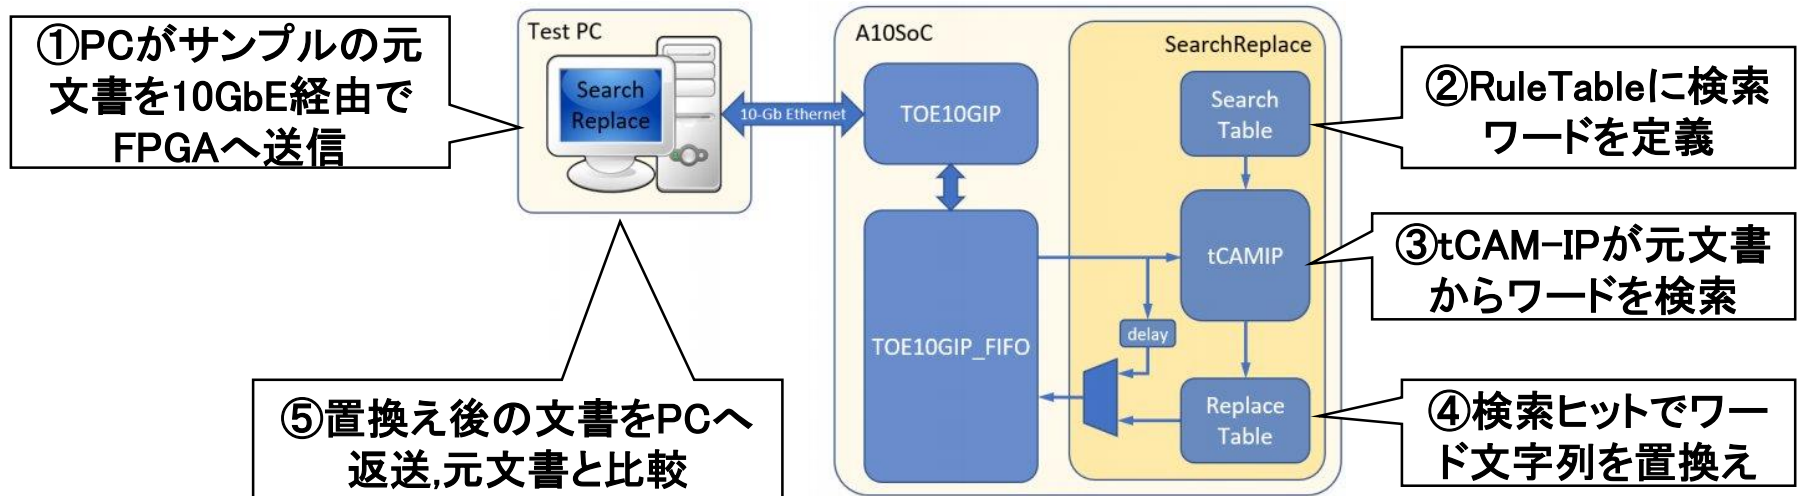 ①PCがサンプルの元
文書を10GbE経由で
FPGAへ送信
Test PC
Search
Replace
10-Gb Ethernet
A10SoC
TOE10GIP
TOE10GIP_FIFO
SearchReplace
Search
Table
tCAMIP
delay
Replace
Table
②RuleTableに検索
ワードを定義
③tCAM-IPが元文書
からワードを検索
④検索ヒットでワー
ド文字列を置換え
⑤置換え後の文書をPCへ
返送,元文書と比較